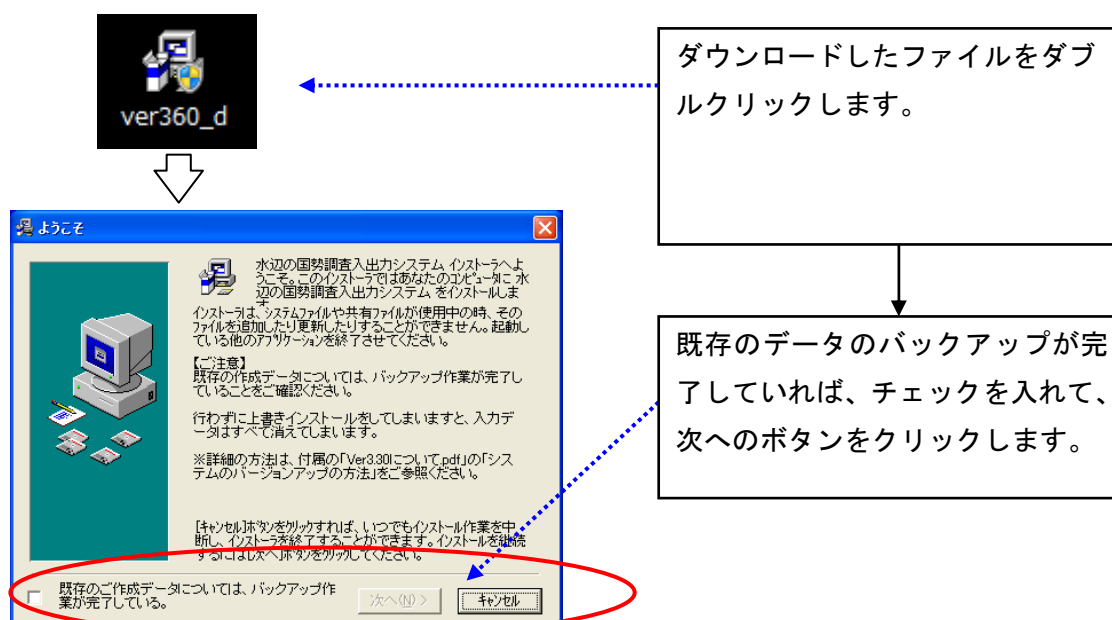 ver360_d
ダウンロードしたファイルをダブ
ルクリックします。
ようこそ
水辺の国勢調査入出力システム インストーラへよ
うこそ。このインストーラではあなたのコンピュータに 水
辺の国勢調査入出力システム をインストールしま
インストーラは、システムファイルや共有ファイルが使用中の時、その
ファイルを追加したり更新したりすることができません。起動し
ている他のアプリケーションを終了させてください。
【ご注意】
既存の作成データについては、バックアップ作業が完了し
ていることをご確認ください。
行わずに上書きインストールをしてしまいますと、入力デ
ータはすべて消えてしまいます。
※詳細の方法は、付属の「Ver3.30について.pdf」の「シス
テムのバージョンアップの方法」をご参照ください。
[キャンセル]ボタンをクリックすれば、いつでもインストール作業を中
断し、インストーラを終了することができます。インストールを継続
するには[次へ]ボタンをクリックしてください。
既存のご作成データについては、バックアップ作
業が完了している。
次へ(N) >
キャンセル
既存のデータのバックアップが完
了していれば、チェックを入れて、
次へのボタンをクリックします。